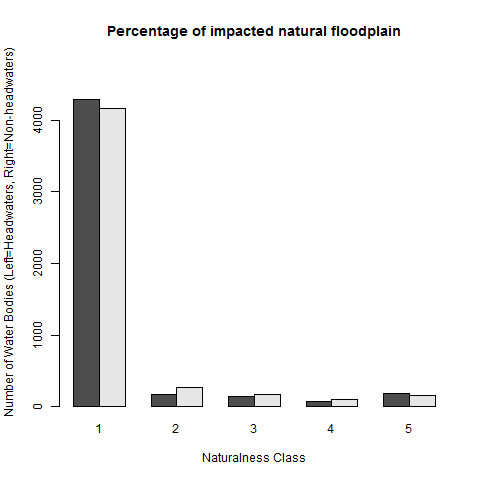 Percentage of impacted natural floodplain
Number of Water Bodies (Left=Headwaters, Right=Non-headwaters)
4000
3000
2000
1000
0
1 2 3 4 5
Naturalness Class